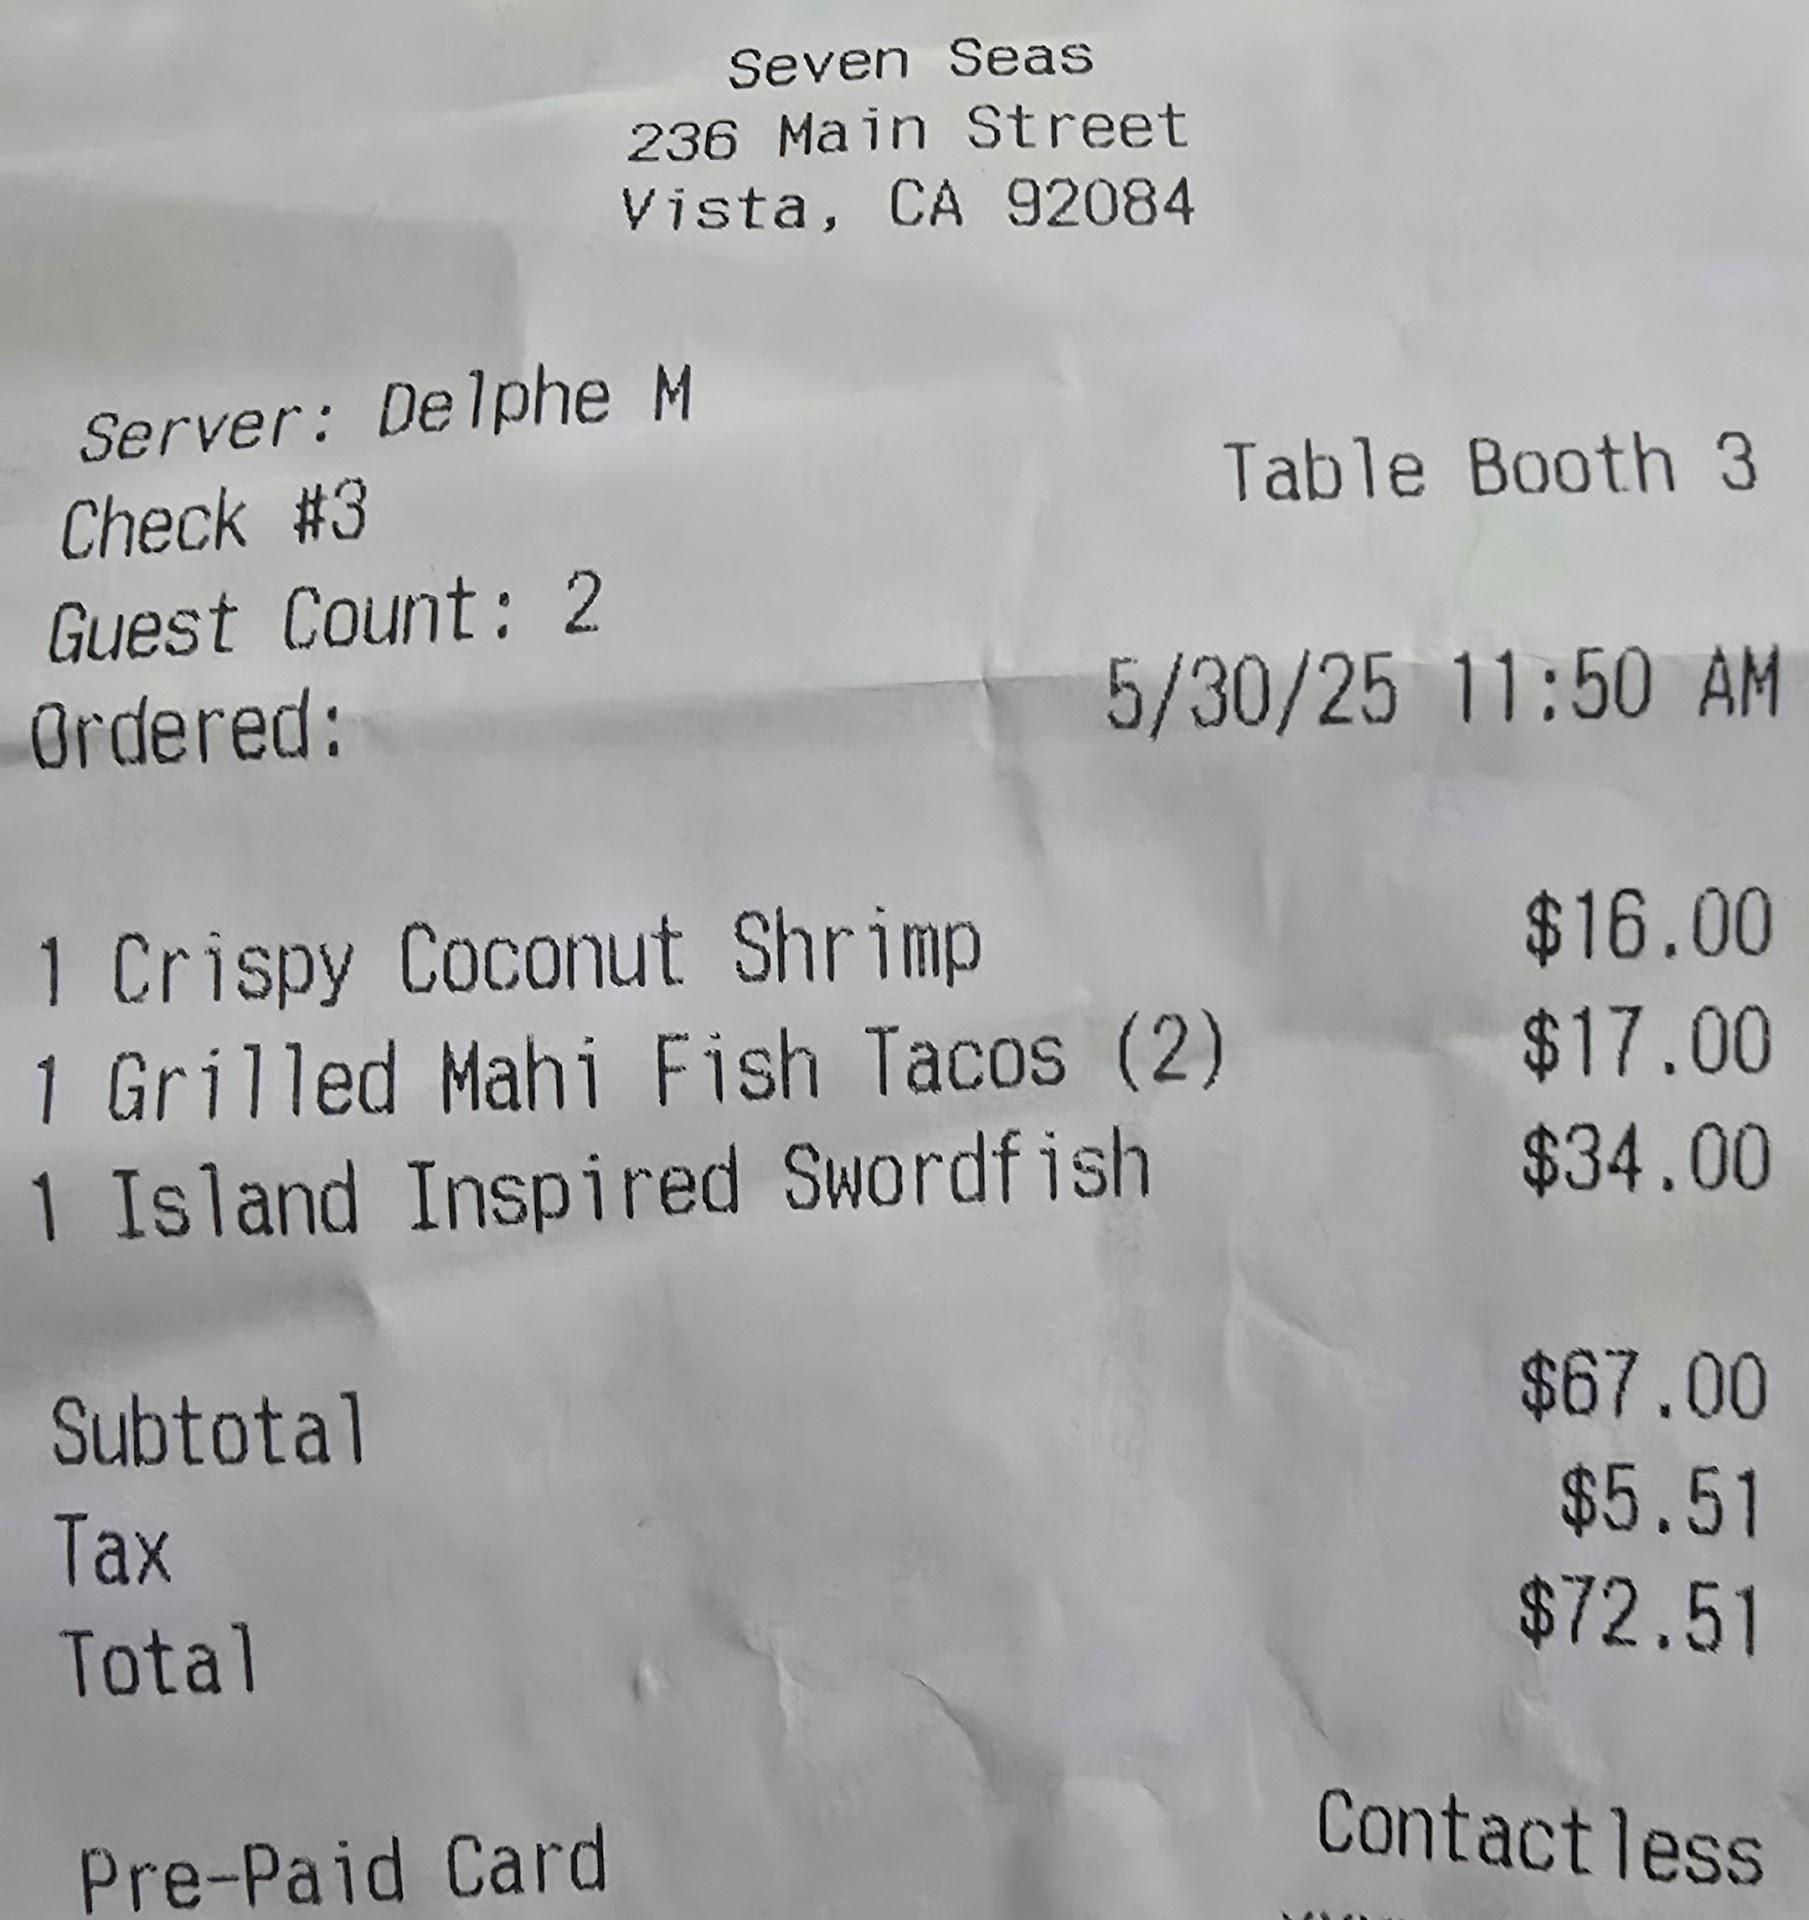 Seven Seas
236 Main Street
Vista, CA 92084
Server: Delphe M
Check #3 Table Booth 3
Guest Count: 2
Ordered: 5/30/25 11:50 AM
1 Crispy Coconut Shrimp $16.00
1 Grilled Mahi Fish Tacos (2) $17.00
1 Island Inspired Swordfish $34.00
Subtotal $67.00
Tax $5.51
Total $72.51
Pre-Paid Card Contactless